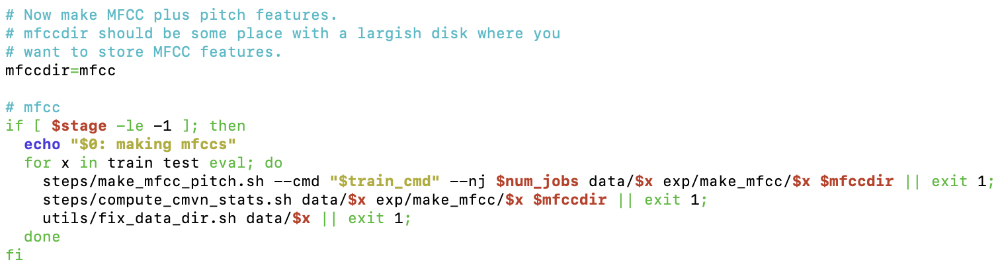 # Now make MFCC plus pitch features.
# mfccdir should be some place with a largish disk where you
# want to store MFCC features.
mfccdir=mfcc

# mfcc
if [ $stage -le -1 ]; then
  echo "$0: making mfccs"
  for x in train test eval; do
    steps/make_mfcc_pitch.sh --cmd "$train_cmd" --nj $num_jobs data/$x exp/make_mfcc/$x $mfccdir || exit 1;
    steps/compute_cmvn_stats.sh data/$x exp/make_mfcc/$x $mfccdir || exit 1;
    utils/fix_data_dir.sh data/$x || exit 1;
  done
fi